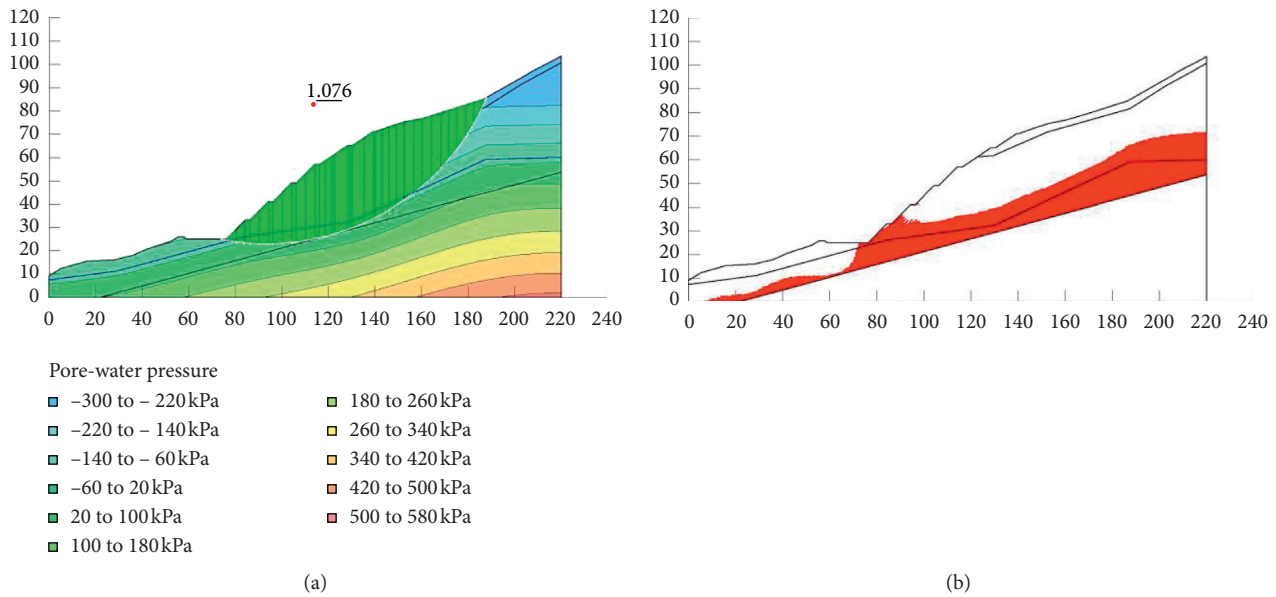 120
110
100
90
80
70
60
50
40
30
20
10
0
0 20 40 60 80 100 120 140 160 180 200 220 240
1.076
Pore-water pressure
–300 to – 220 kPa
–220 to – 140 kPa
–140 to – 60 kPa
–60 to 20 kPa
20 to 100 kPa
100 to 180 kPa
180 to 260 kPa
260 to 340 kPa
340 to 420 kPa
420 to 500 kPa
500 to 580 kPa
(a)
120
110
100
90
80
70
60
50
40
30
20
10
0
0 20 40 60 80 100 120 140 160 180 200 220 240
(b)